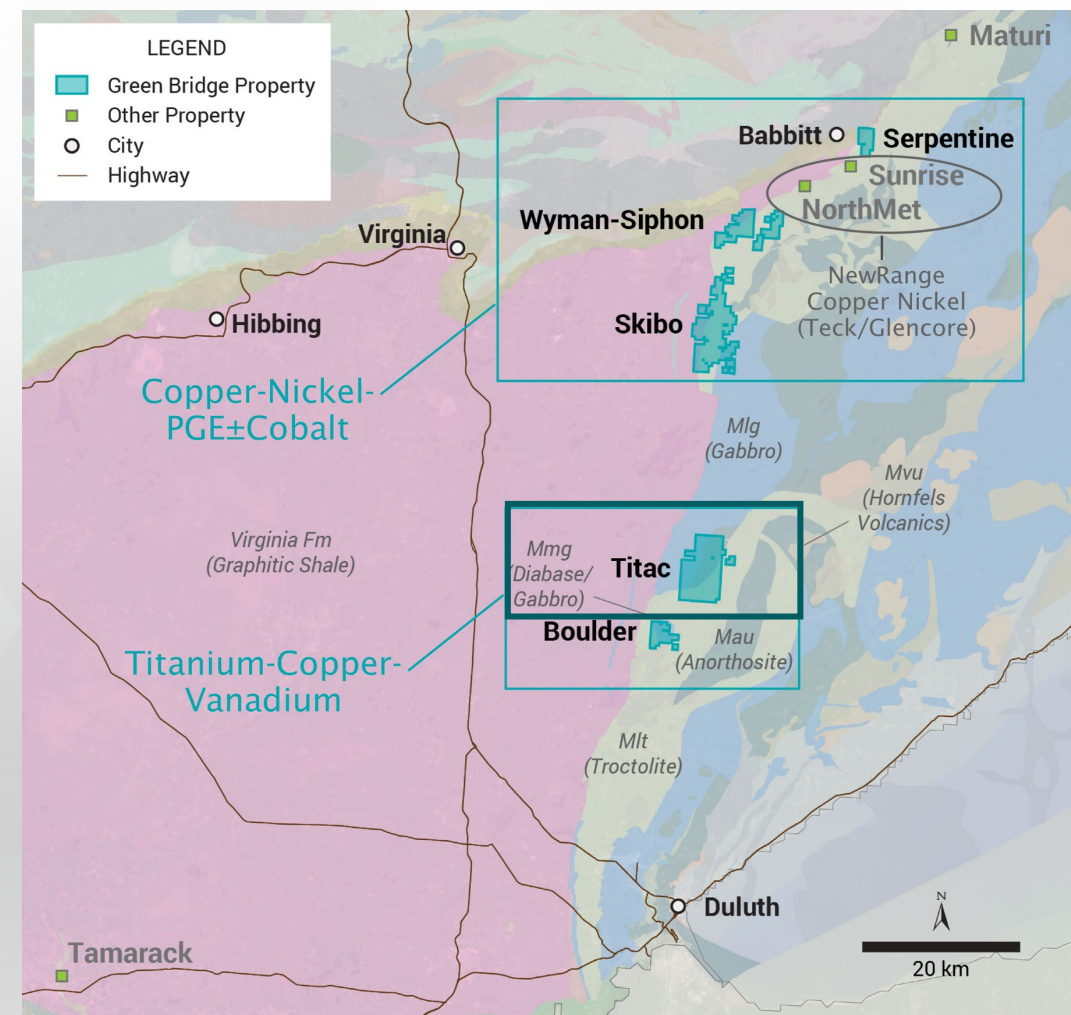 LEGEND
Green Bridge Property
Other Property
City
Highway
Maturi
Babbitt
Serpentine
Sunrise
NorthMet
Wyman-Siphon
Virginia
NewRange
Copper Nickel
(Teck/Glencore)
Hibbing
Skibo
Copper-Nickel-
PGE±Cobalt
Mlg
(Gabbro)
Mvu
(Hornfels
Volcanics)
Virginia Fm
(Graphitic Shale)
Mmg
(Diabase/
Gabbro)
Titac
Boulder
Mau
(Anorthosite)
Titanium-Copper-
Vanadium
Mlt
(Troctolite)
Duluth
N
20 km
Tamarack